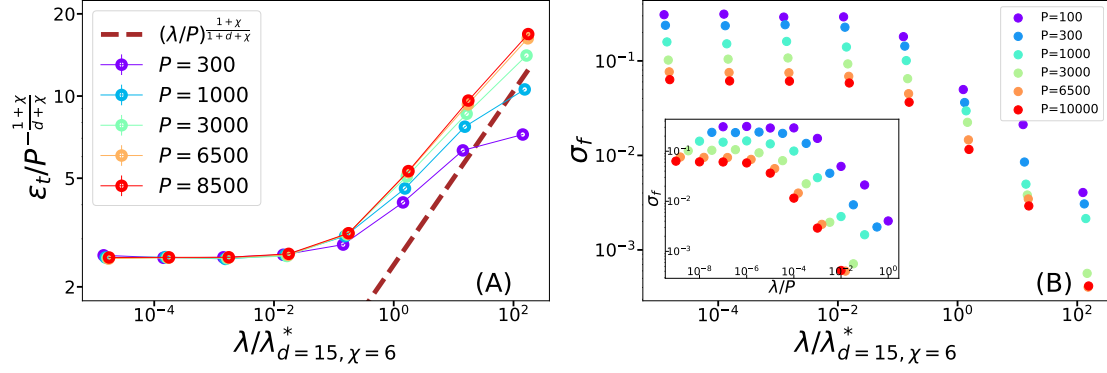 20
10
5
2
ε_t/P^{-\frac{1+χ}{d+χ}}
(λ/P)^{\frac{1+χ}{1+d+χ}}
P = 300
P = 1000
P = 3000
P = 6500
P = 8500
(A)
10^{-4} 10^{-2} 10^{0} 10^{2}
λ/λ^*_{d=15, χ=6}
10^{-1}
10^{-2}
10^{-3}
σ_f
P=100
P=300
P=1000
P=3000
P=6500
P=10000
10^{-1}
10^{-2}
10^{-3}
σ_f
10^{-8} 10^{-6} 10^{-4} 10^{-2} 10^{0}
λ/P
(B)
10^{-4} 10^{-2} 10^{0} 10^{2}
λ/λ^*_{d=15, χ=6}